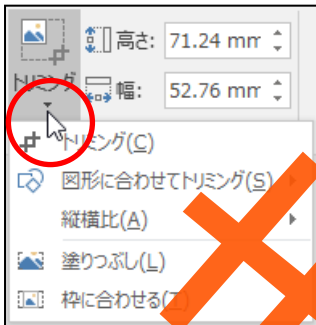 高さ: 71.24 mm
トリミング
幅: 52.76 mm
トリミング(C)
図形に合わせてトリミング(S)
縦横比(A)
塗りつぶし(L)
枠に合わせる(T)